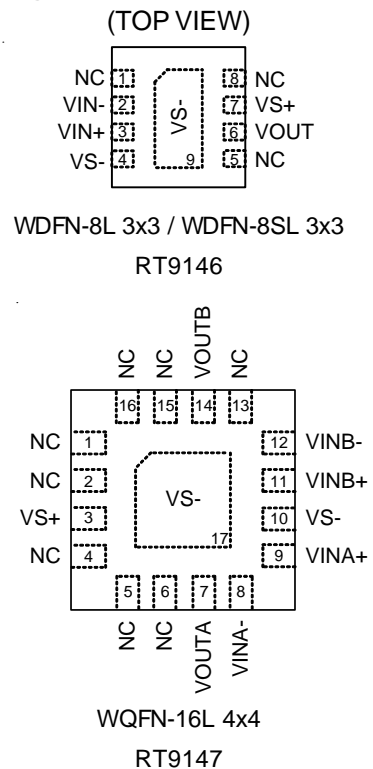 (TOP VIEW)
NC 1 8 NC
VIN- 2 7 VS+
VIN+ 3 VS- 6 VOUT
VS- 4 9 5 NC
WDFN-8L 3x3 / WDFN-8SL 3x3
RT9146
NC NC VOUTB NC
16 15 14 13
NC 1 12 VINB-
NC 2 11 VINB+
VS+ 3 VS- 10 VS-
NC 4 17 9 VINA+
5 6 7 8
NC NC VOUTA VINA-
WQFN-16L 4x4
RT9147